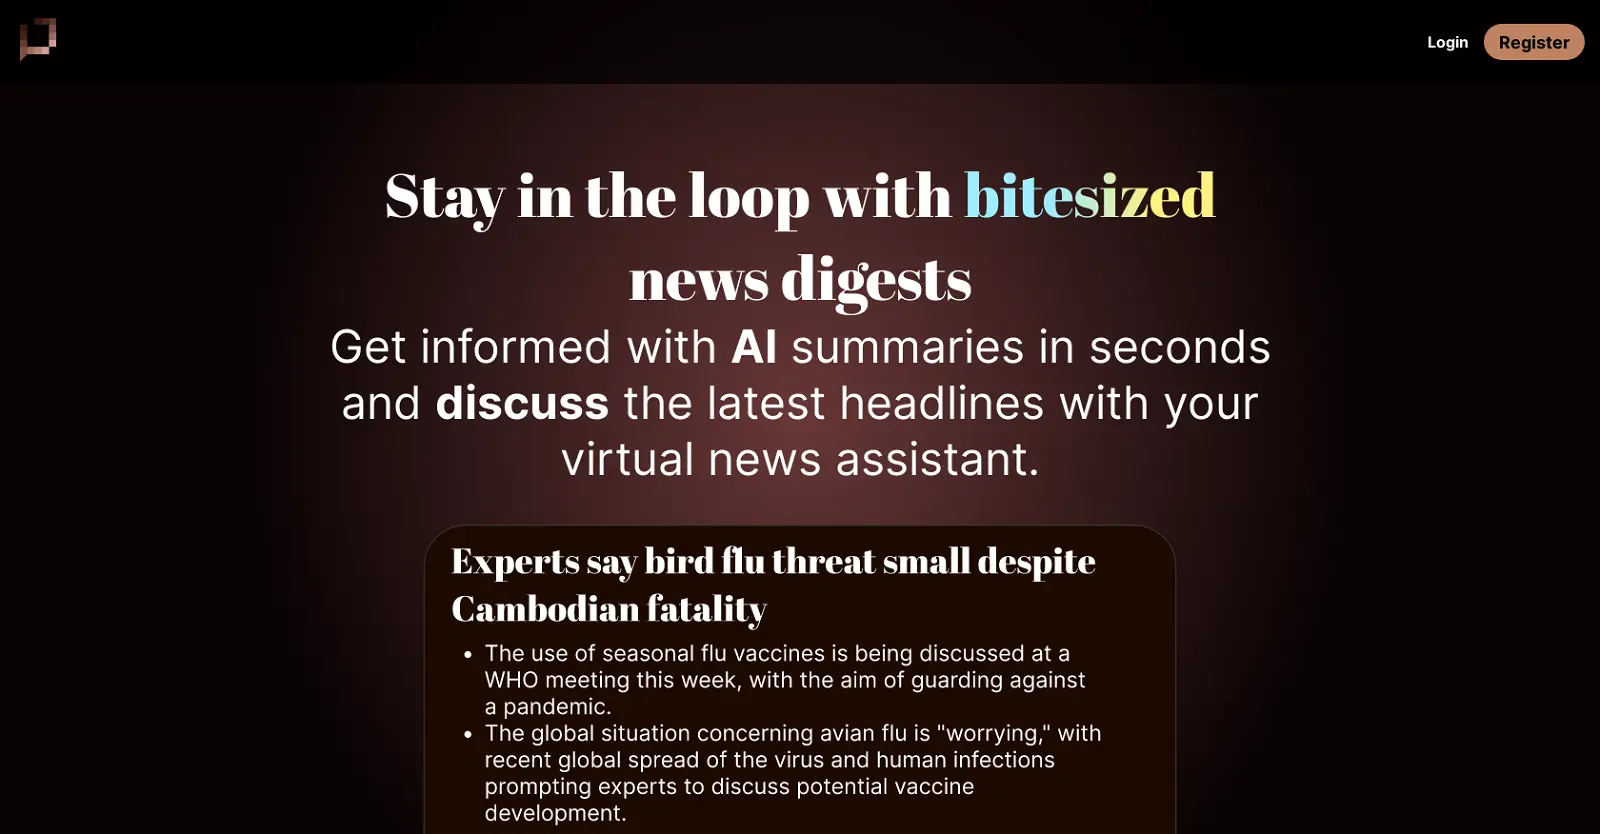 Login
Register
Stay in the loop with bitesized
news digests
Get informed with AI summaries in seconds
and discuss the latest headlines with your
virtual news assistant.
Experts say bird flu threat small despite
Cambodian fatality
• The use of seasonal flu vaccines is being discussed at a
WHO meeting this week, with the aim of guarding against
a pandemic.
• The global situation concerning avian flu is "worrying," with
recent global spread of the virus and human infections
prompting experts to discuss potential vaccine
development.